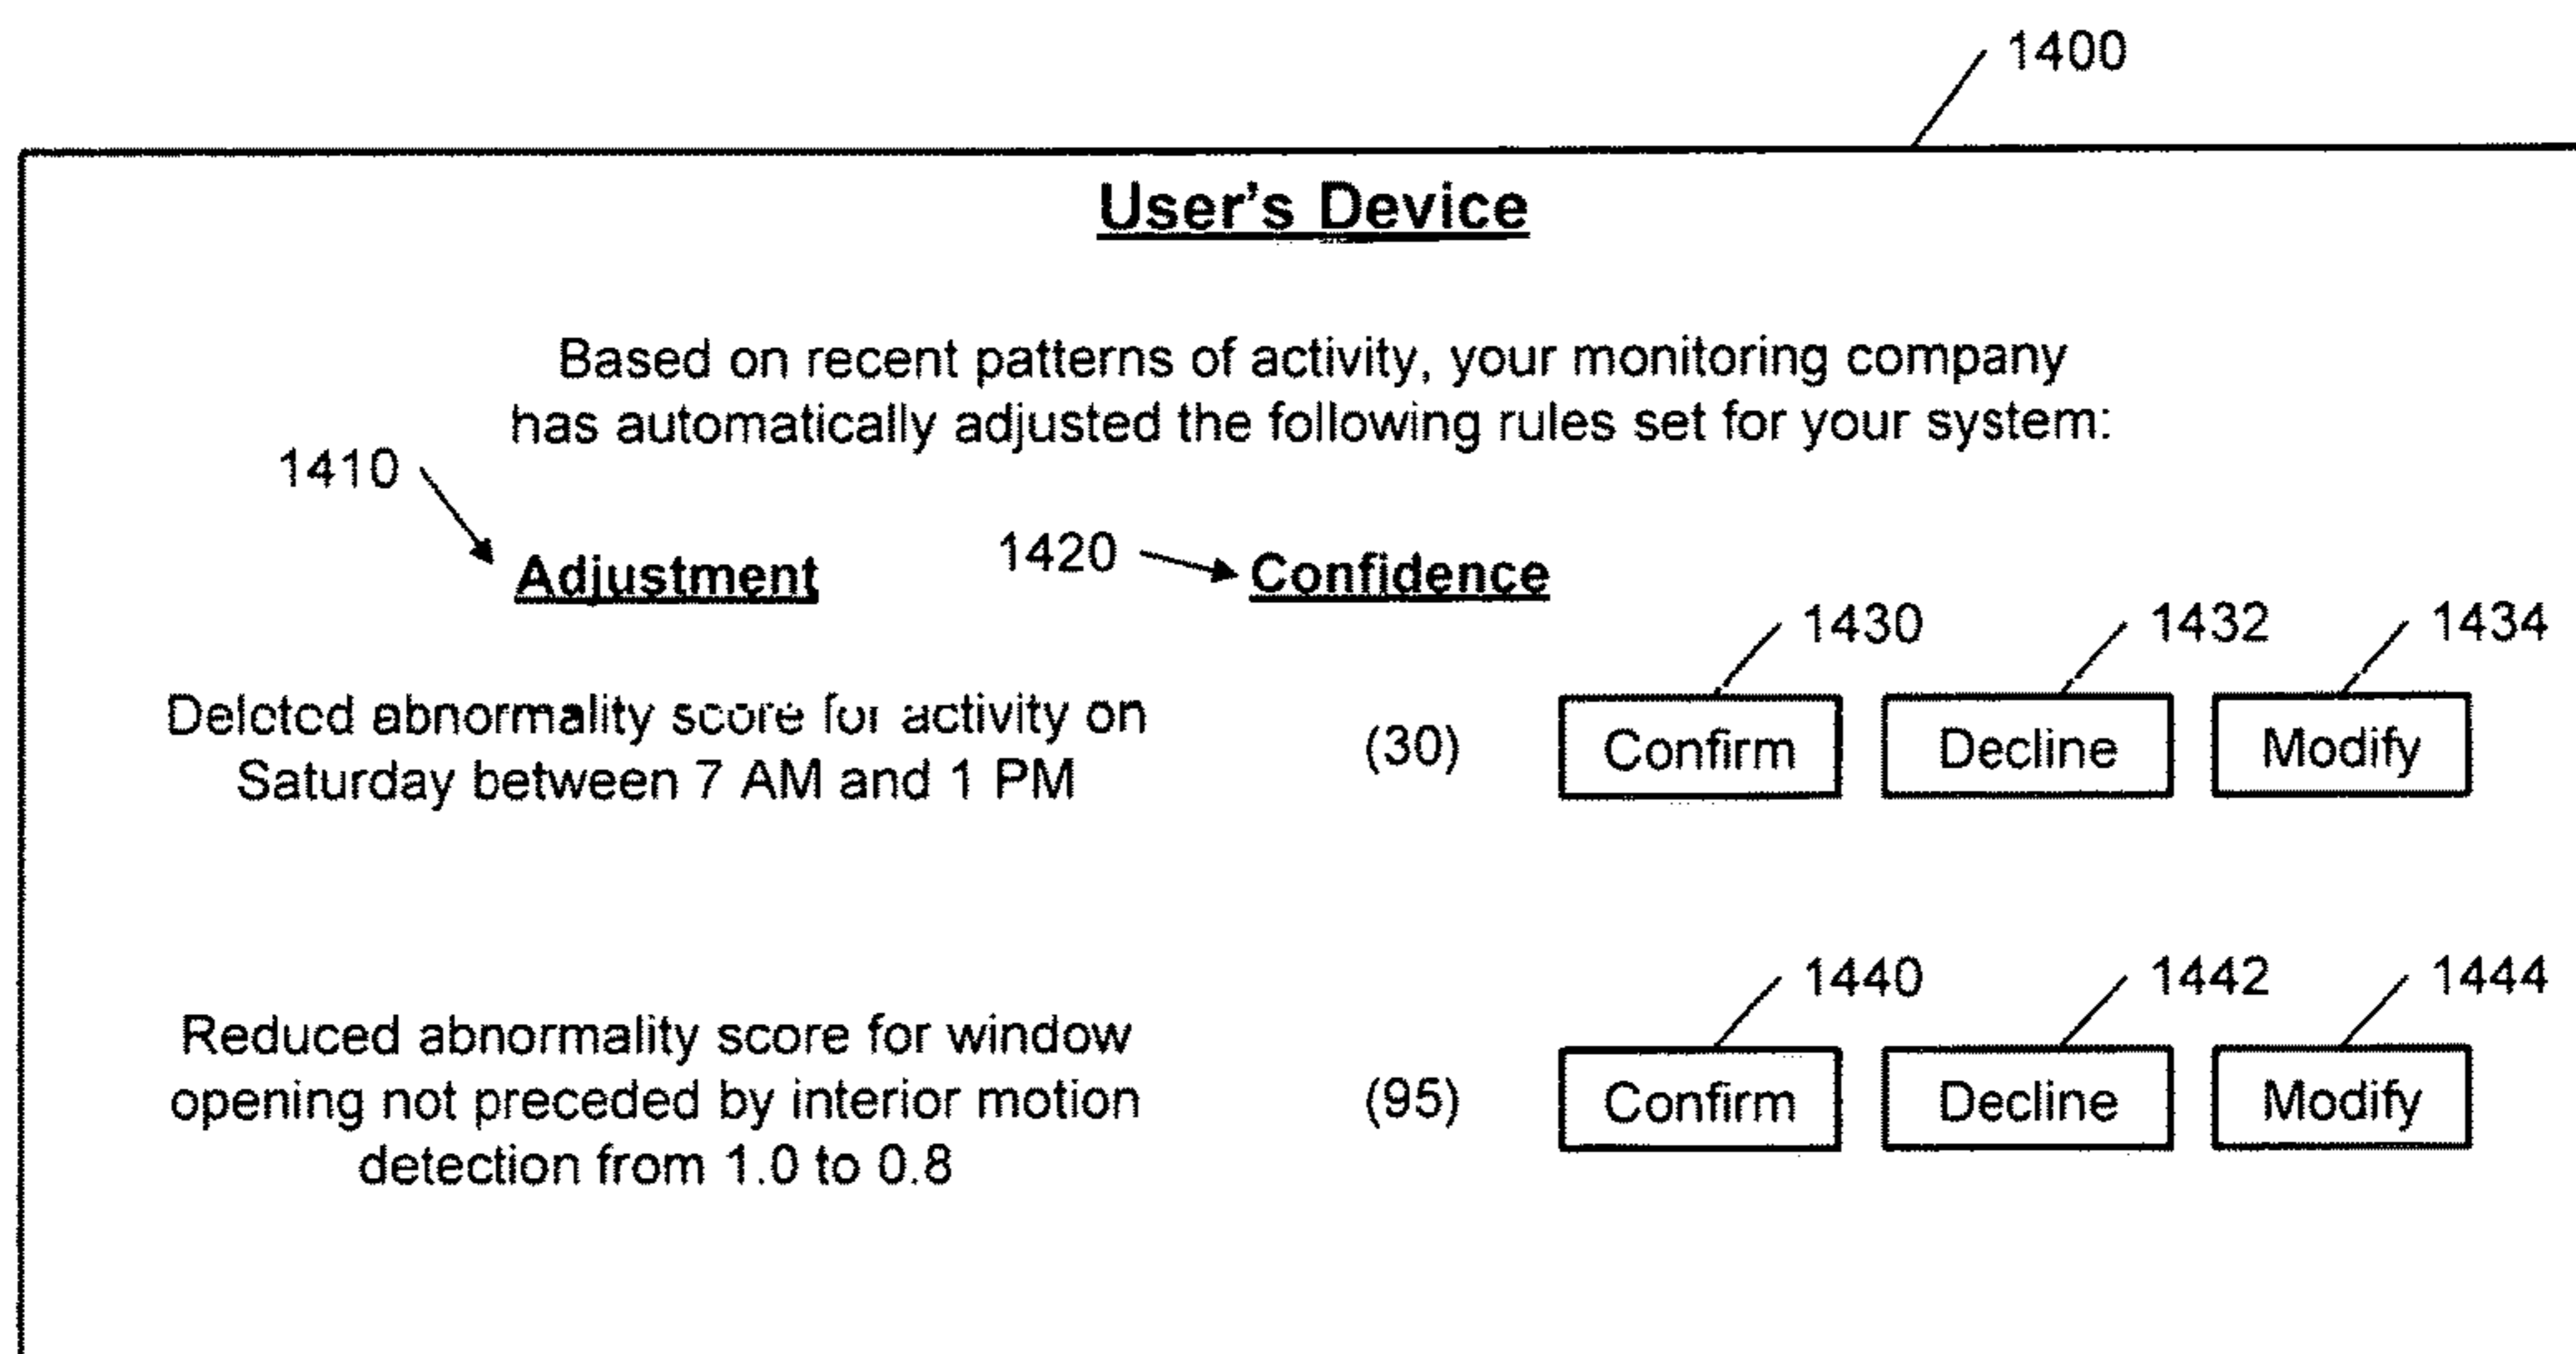 1400
User's Device
Based on recent patterns of activity, your monitoring company
has automatically adjusted the following rules set for your system:
1410
Adjustment
1420
Confidence
1430
1432
1434
Deleted abnormality score for activity on
Saturday between 7 AM and 1 PM
(30)
Confirm
Decline
Modify
1440
1442
1444
Reduced abnormality score for window
opening not preceded by interior motion
detection from 1.0 to 0.8
(95)
Confirm
Decline
Modify